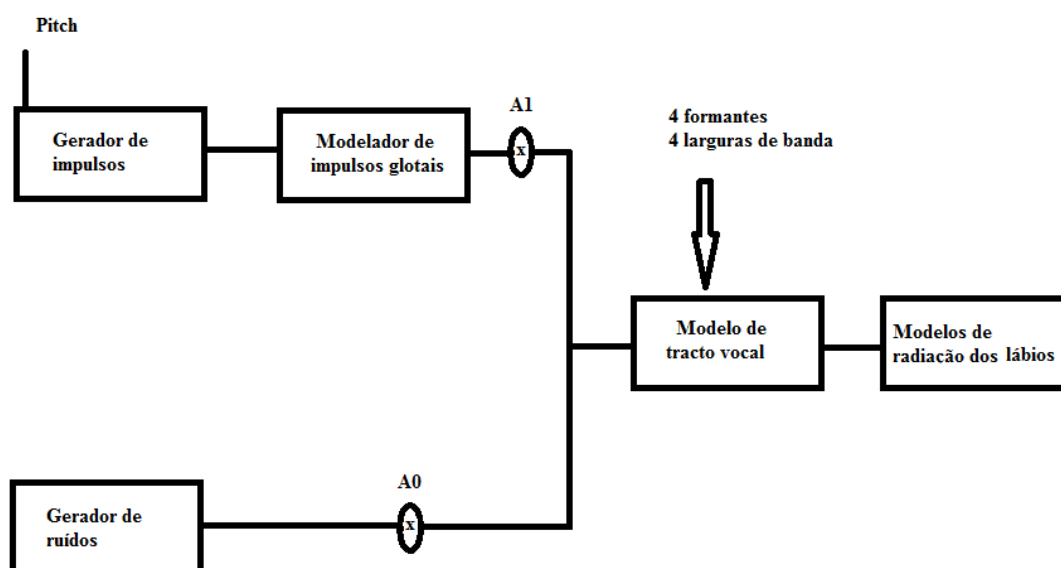 Pitch
Gerador de
impulsos
Modelador de
impulsos glotais
A1
x
4 formantes
4 larguras de banda
Modelo de
tracto vocal
Modelos de
radiação dos lábios
A0
x
Gerador de
ruídos